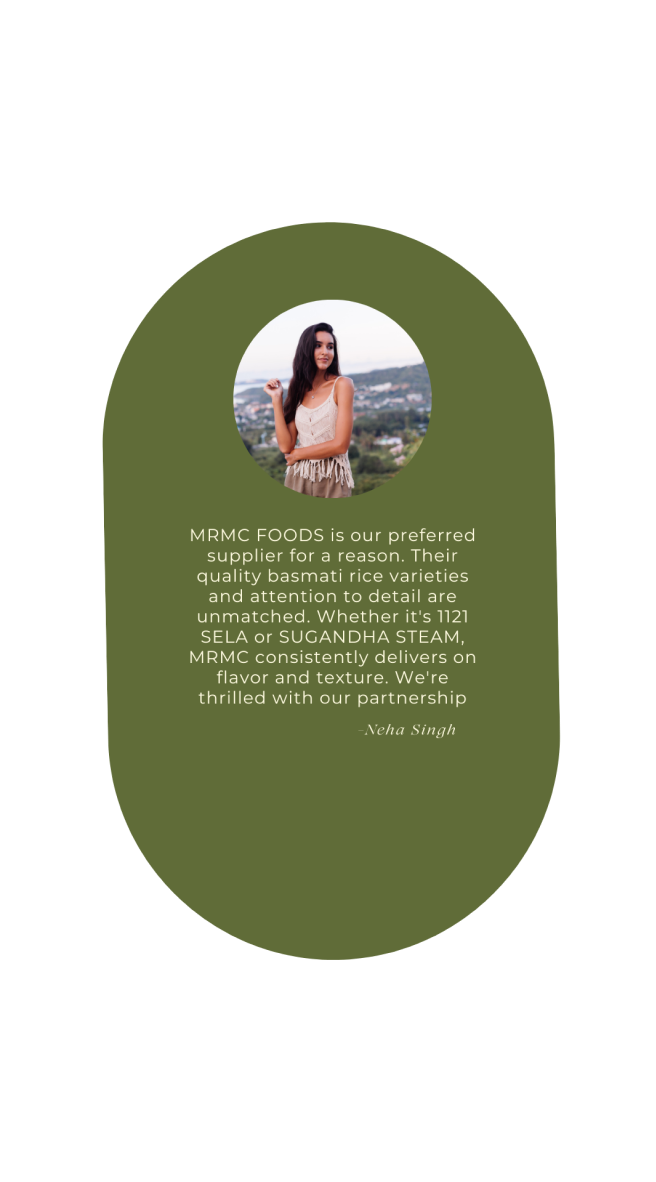 MRMC FOODS is our preferred
supplier for a reason. Their
quality basmati rice varieties
and attention to detail are
unmatched. Whether it's 1121
SELA or SUGANDHA STEAM,
MRMC consistently delivers on
flavor and texture. We're
thrilled with our partnership
-Neha Singh